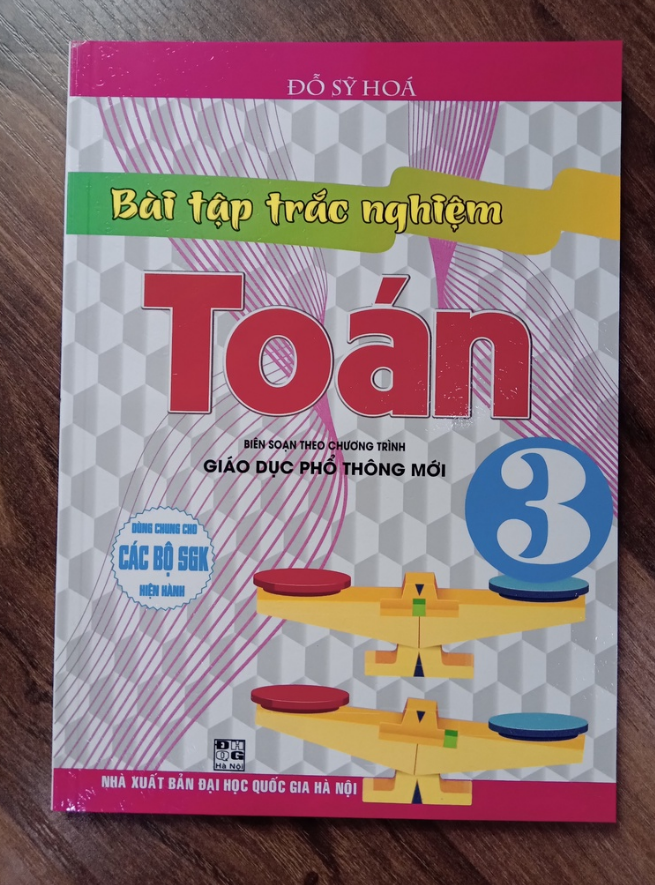 ĐỖ SỸ HOÁ
Bài tập trắc nghiệm
Toán
BIÊN SOẠN THEO CHƯƠNG TRÌNH
GIÁO DỤC PHỔ THÔNG MỚI
3
DÙNG CHUNG CHO
CÁC BỘ SGK
HIỆN HÀNH
ĐH
QG
Hà Nội
NHÀ XUẤT BẢN ĐẠI HỌC QUỐC GIA HÀ NỘI